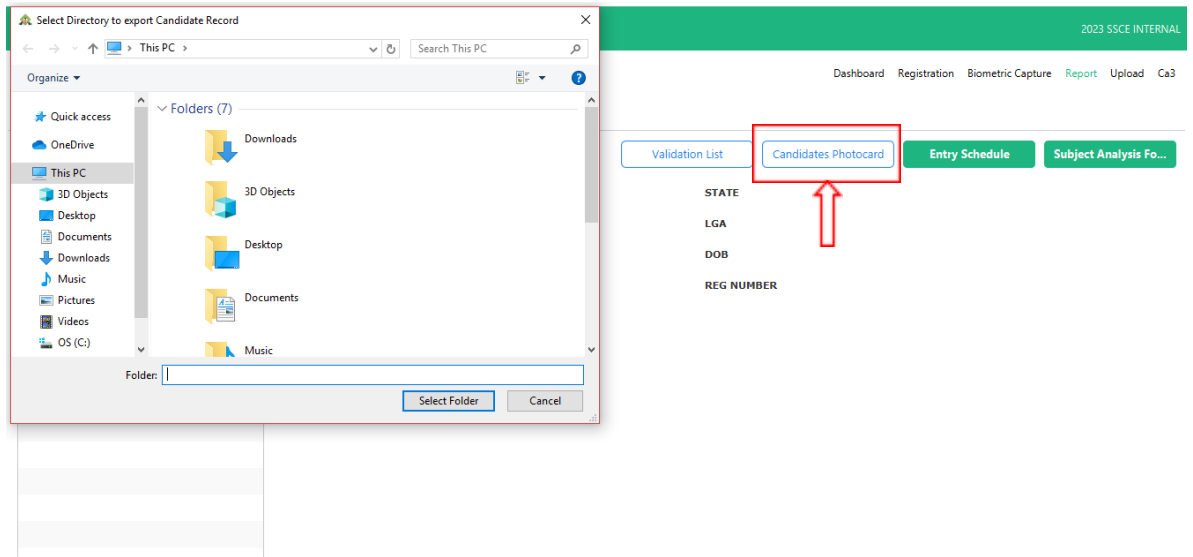 Select Directory to export Candidate Record
This PC
Search This PC
Organize
Quick access
OneDrive
This PC
3D Objects
Desktop
Documents
Downloads
Music
Pictures
Videos
OS (C:)
Folders (7)
Downloads
3D Objects
Desktop
Documents
Music
Folder:
Select Folder Cancel
2023 SSCE INTERNAL
Dashboard Registration Biometric Capture Report Upload Ca3
Validation List Candidates Photocard Entry Schedule Subject Analysis Fo...
STATE
LGA
DOB
REG NUMBER